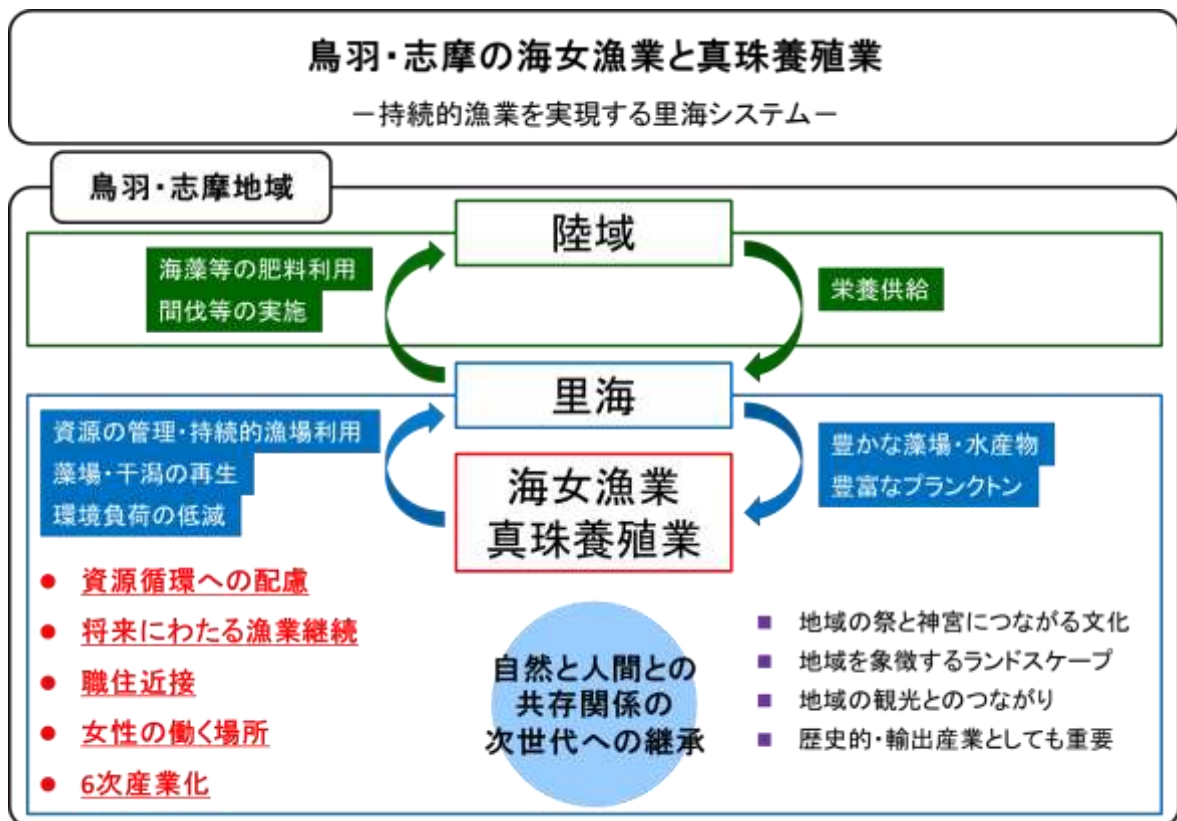 鳥羽・志摩の海女漁業と真珠養殖業
－持続的漁業を実現する里海システム－
鳥羽・志摩地域
陸域
海藻等の肥料利用
間伐等の実施
栄養供給
里海
資源の管理・持続的漁場利用
藻場・干潟の再生
環境負荷の低減
豊かな藻場・水産物
豊富なプランクトン
海女漁業
真珠養殖業
● 資源循環への配慮
● 将来にわたる漁業継続
● 職住近接
● 女性の働く場所
● 6次産業化
自然と人間との
共存関係の
次世代への継承
■ 地域の祭と神宮につながる文化
■ 地域を象徴するランドスケープ
■ 地域の観光とのつながり
■ 歴史的・輸出産業としても重要